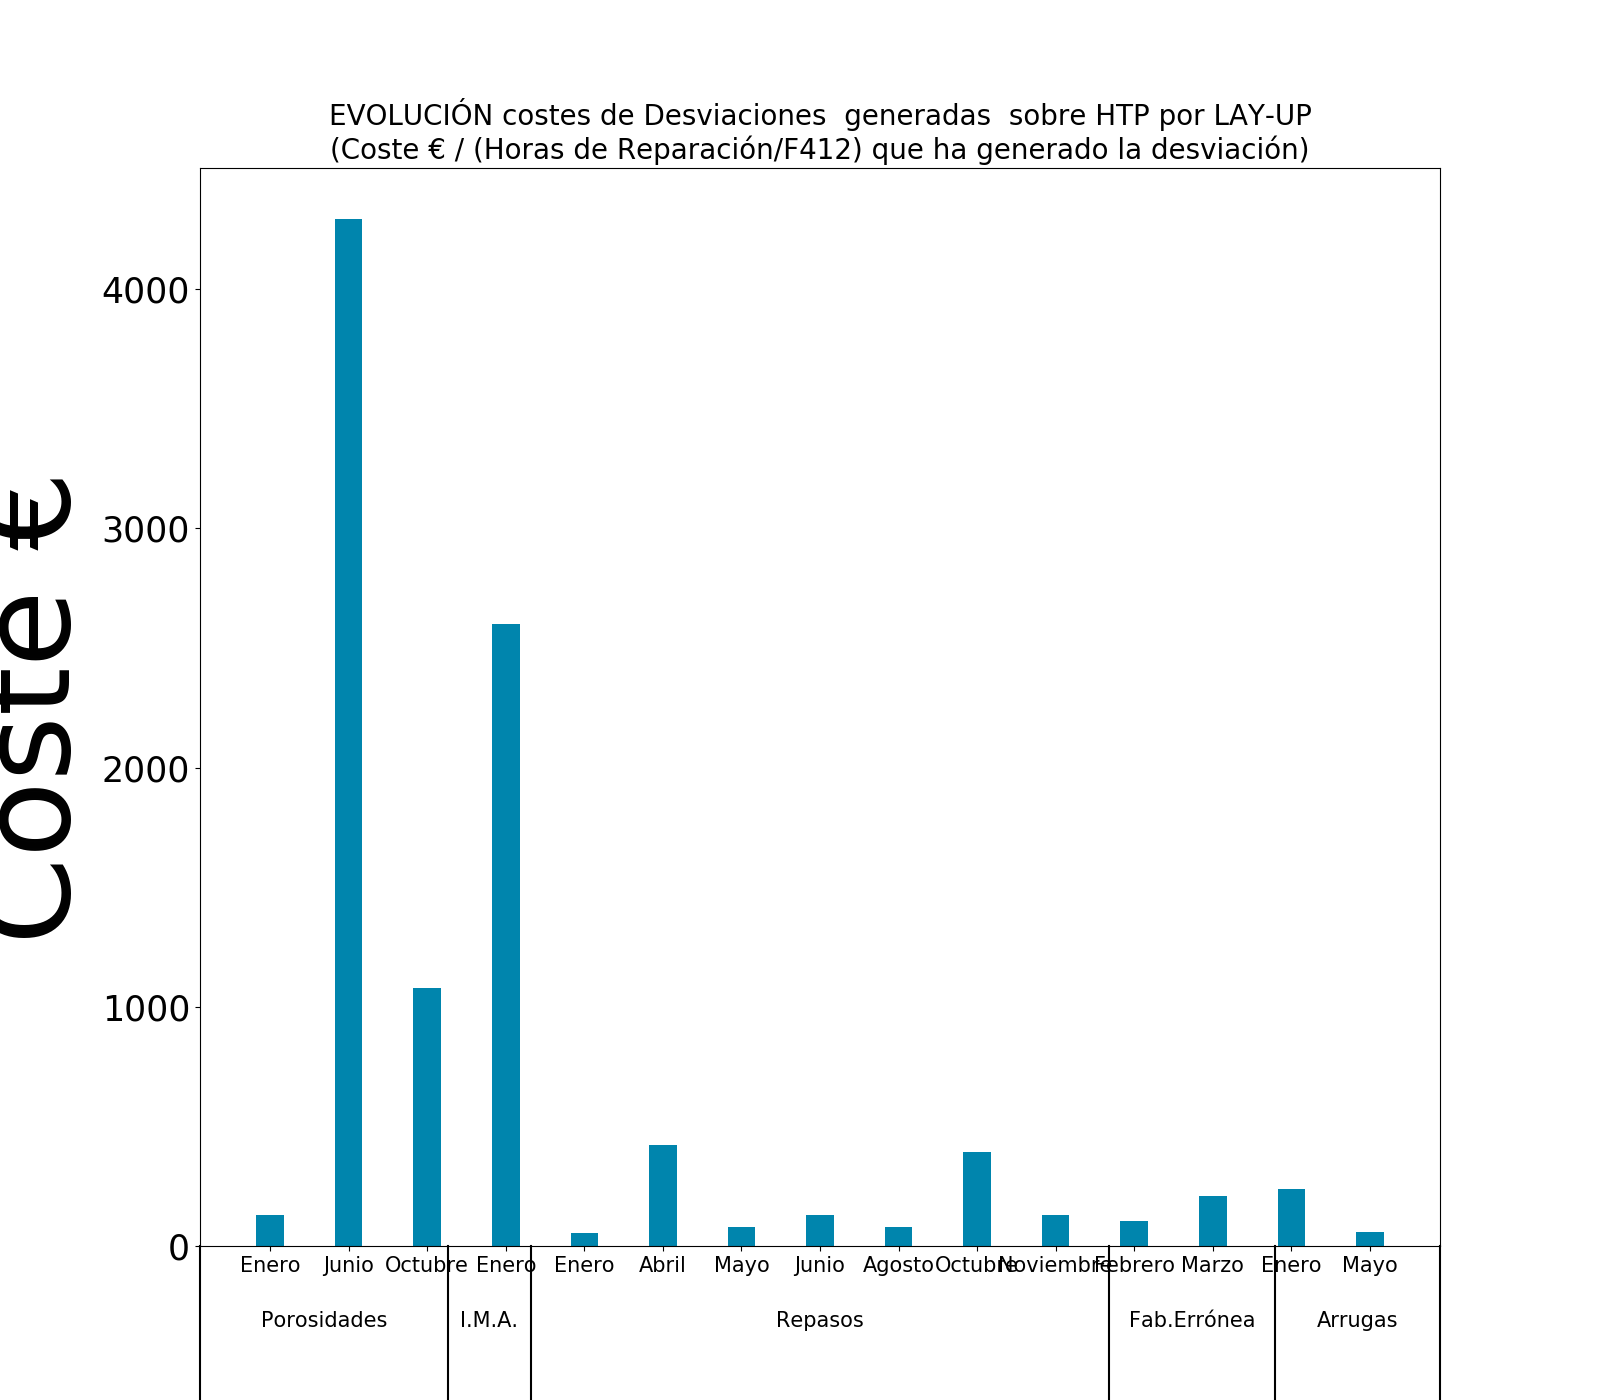 EVOLUCIÓN costes de Desviaciones  generadas  sobre HTP por LAY-UP
(Coste € / (Horas de Reparación/F412) que ha generado la desviación)
Coste €
4000
3000
2000
1000
0
Enero Junio Octubre Enero Enero Abril Mayo Junio Agosto Octubre Noviembre Febrero Marzo Enero Mayo
Porosidades I.M.A. Repasos Fab.Errónea Arrugas